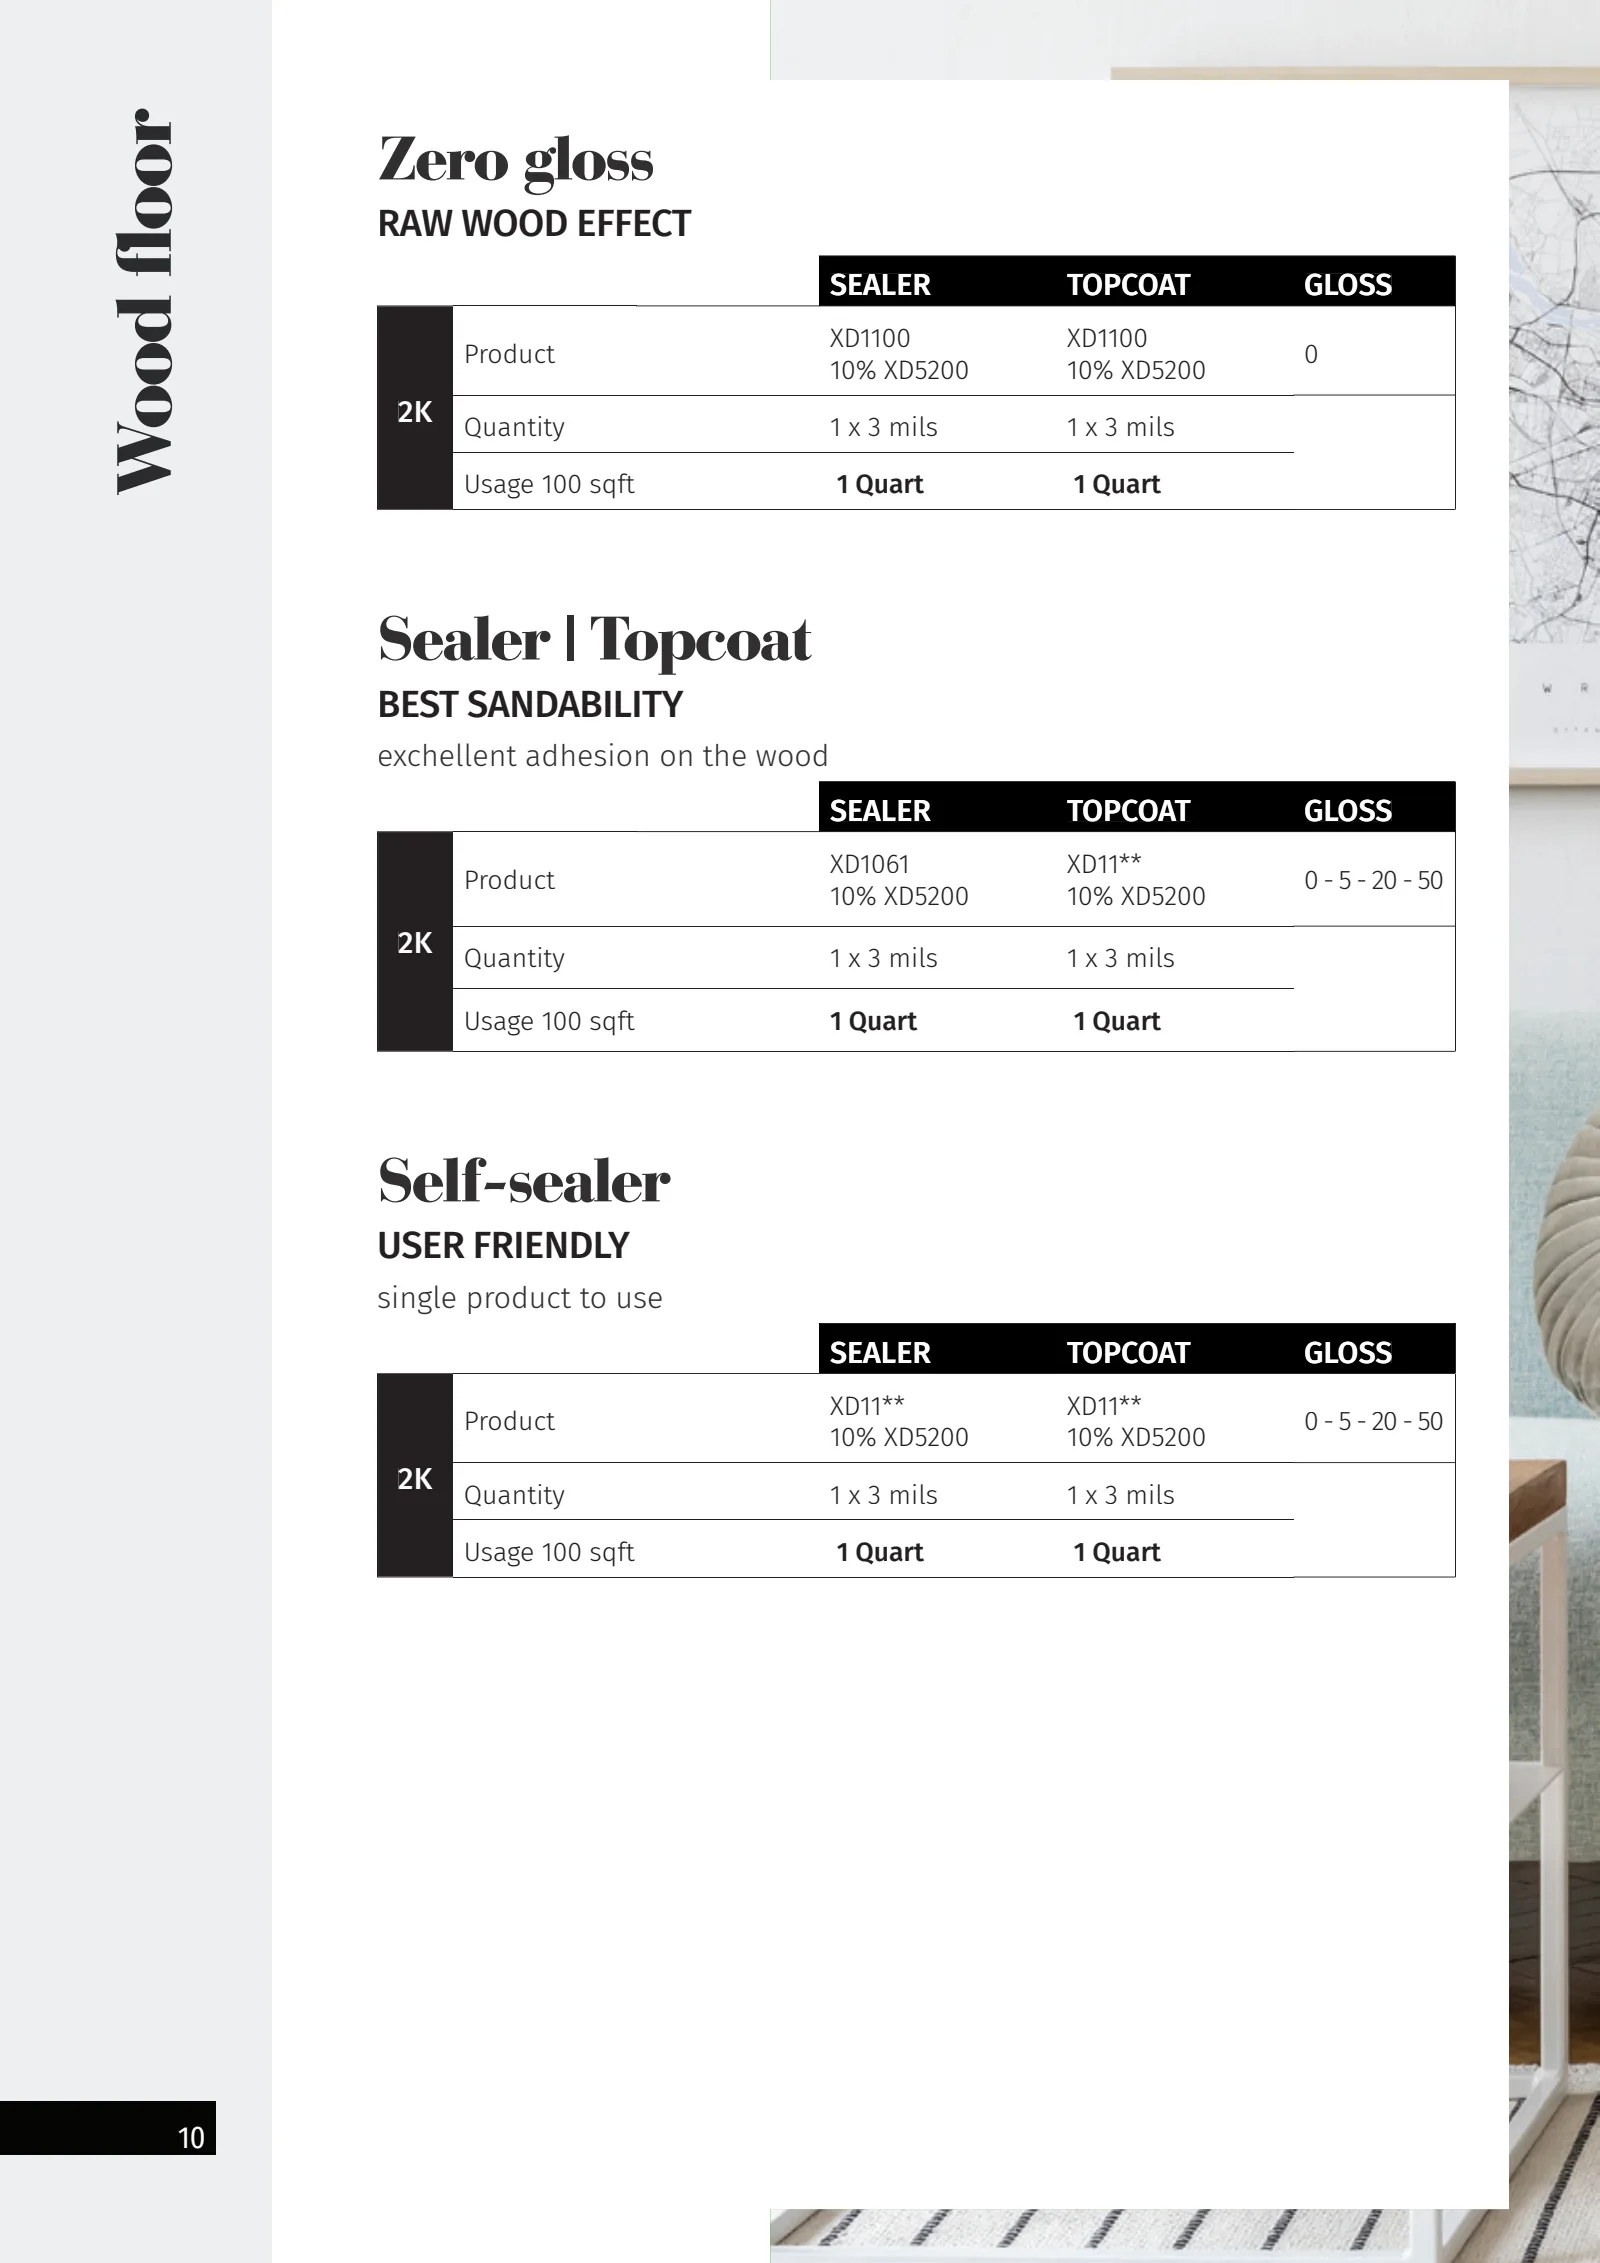 Wood floor
Zero gloss
RAW WOOD EFFECT
SEALER TOPCOAT GLOSS
2K
Product XD1100 10% XD5200 XD1100 10% XD5200 0
Quantity 1 x 3 mils 1 x 3 mils
Usage 100 sqft 1 Quart 1 Quart
Sealer | Topcoat
BEST SANDABILITY
exchellent adhesion on the wood
SEALER TOPCOAT GLOSS
2K
Product XD1061 10% XD5200 XD11** 10% XD5200 0 - 5 - 20 - 50
Quantity 1 x 3 mils 1 x 3 mils
Usage 100 sqft 1 Quart 1 Quart
Self-sealer
USER FRIENDLY
single product to use
SEALER TOPCOAT GLOSS
2K
Product XD11** 10% XD5200 XD11** 10% XD5200 0 - 5 - 20 - 50
Quantity 1 x 3 mils 1 x 3 mils
Usage 100 sqft 1 Quart 1 Quart
10
W R